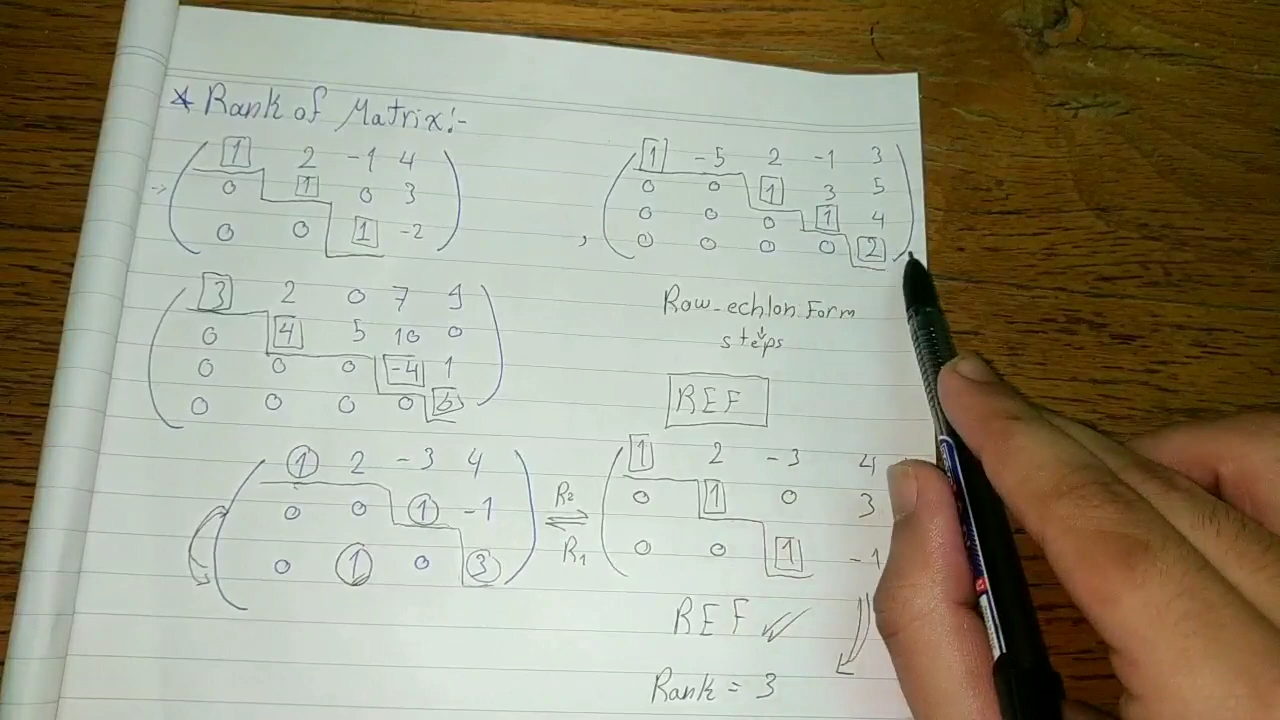 * Rank of Matrix:-
1 2 -1 4
0 1 0 3
0 0 1 -2
,
1 -5 2 -1 3
0 0 1 3 5
0 0 0 1 4
0 0 0 0 2
3 2 0 7 9
0 4 5 10 0
0 0 0 -4 1
0 0 0 0 6
Row-echlon Form
steps
REF
1 2 -3 4
0 0 1 -1
0 1 0 3
R2
⇌
R1
1 2 -3 4
0 1 0 3
0 0 1 -1
REF ✓
Rank = 3